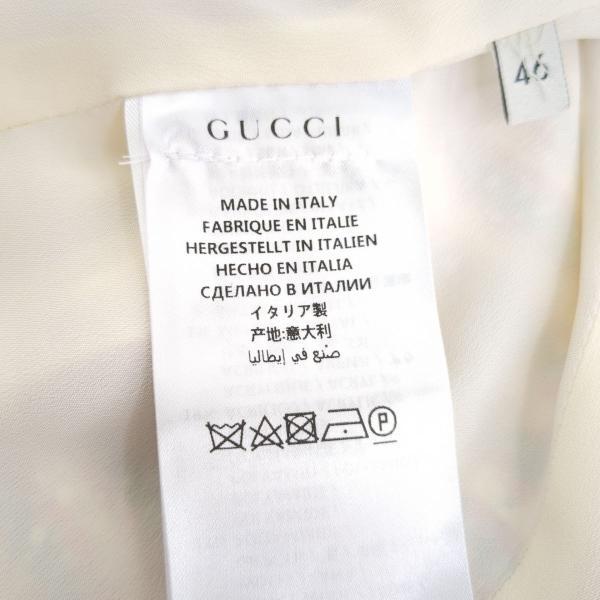 GUCCI
46
MADE IN ITALY
FABRIQUE EN ITALIE
HERGESTELLT IN ITALIEN
HECHO EN ITALIA
СДЕЛАНО В ИТАЛИИ
イタリア製
产地:意大利
صنع في إيطاليا
P